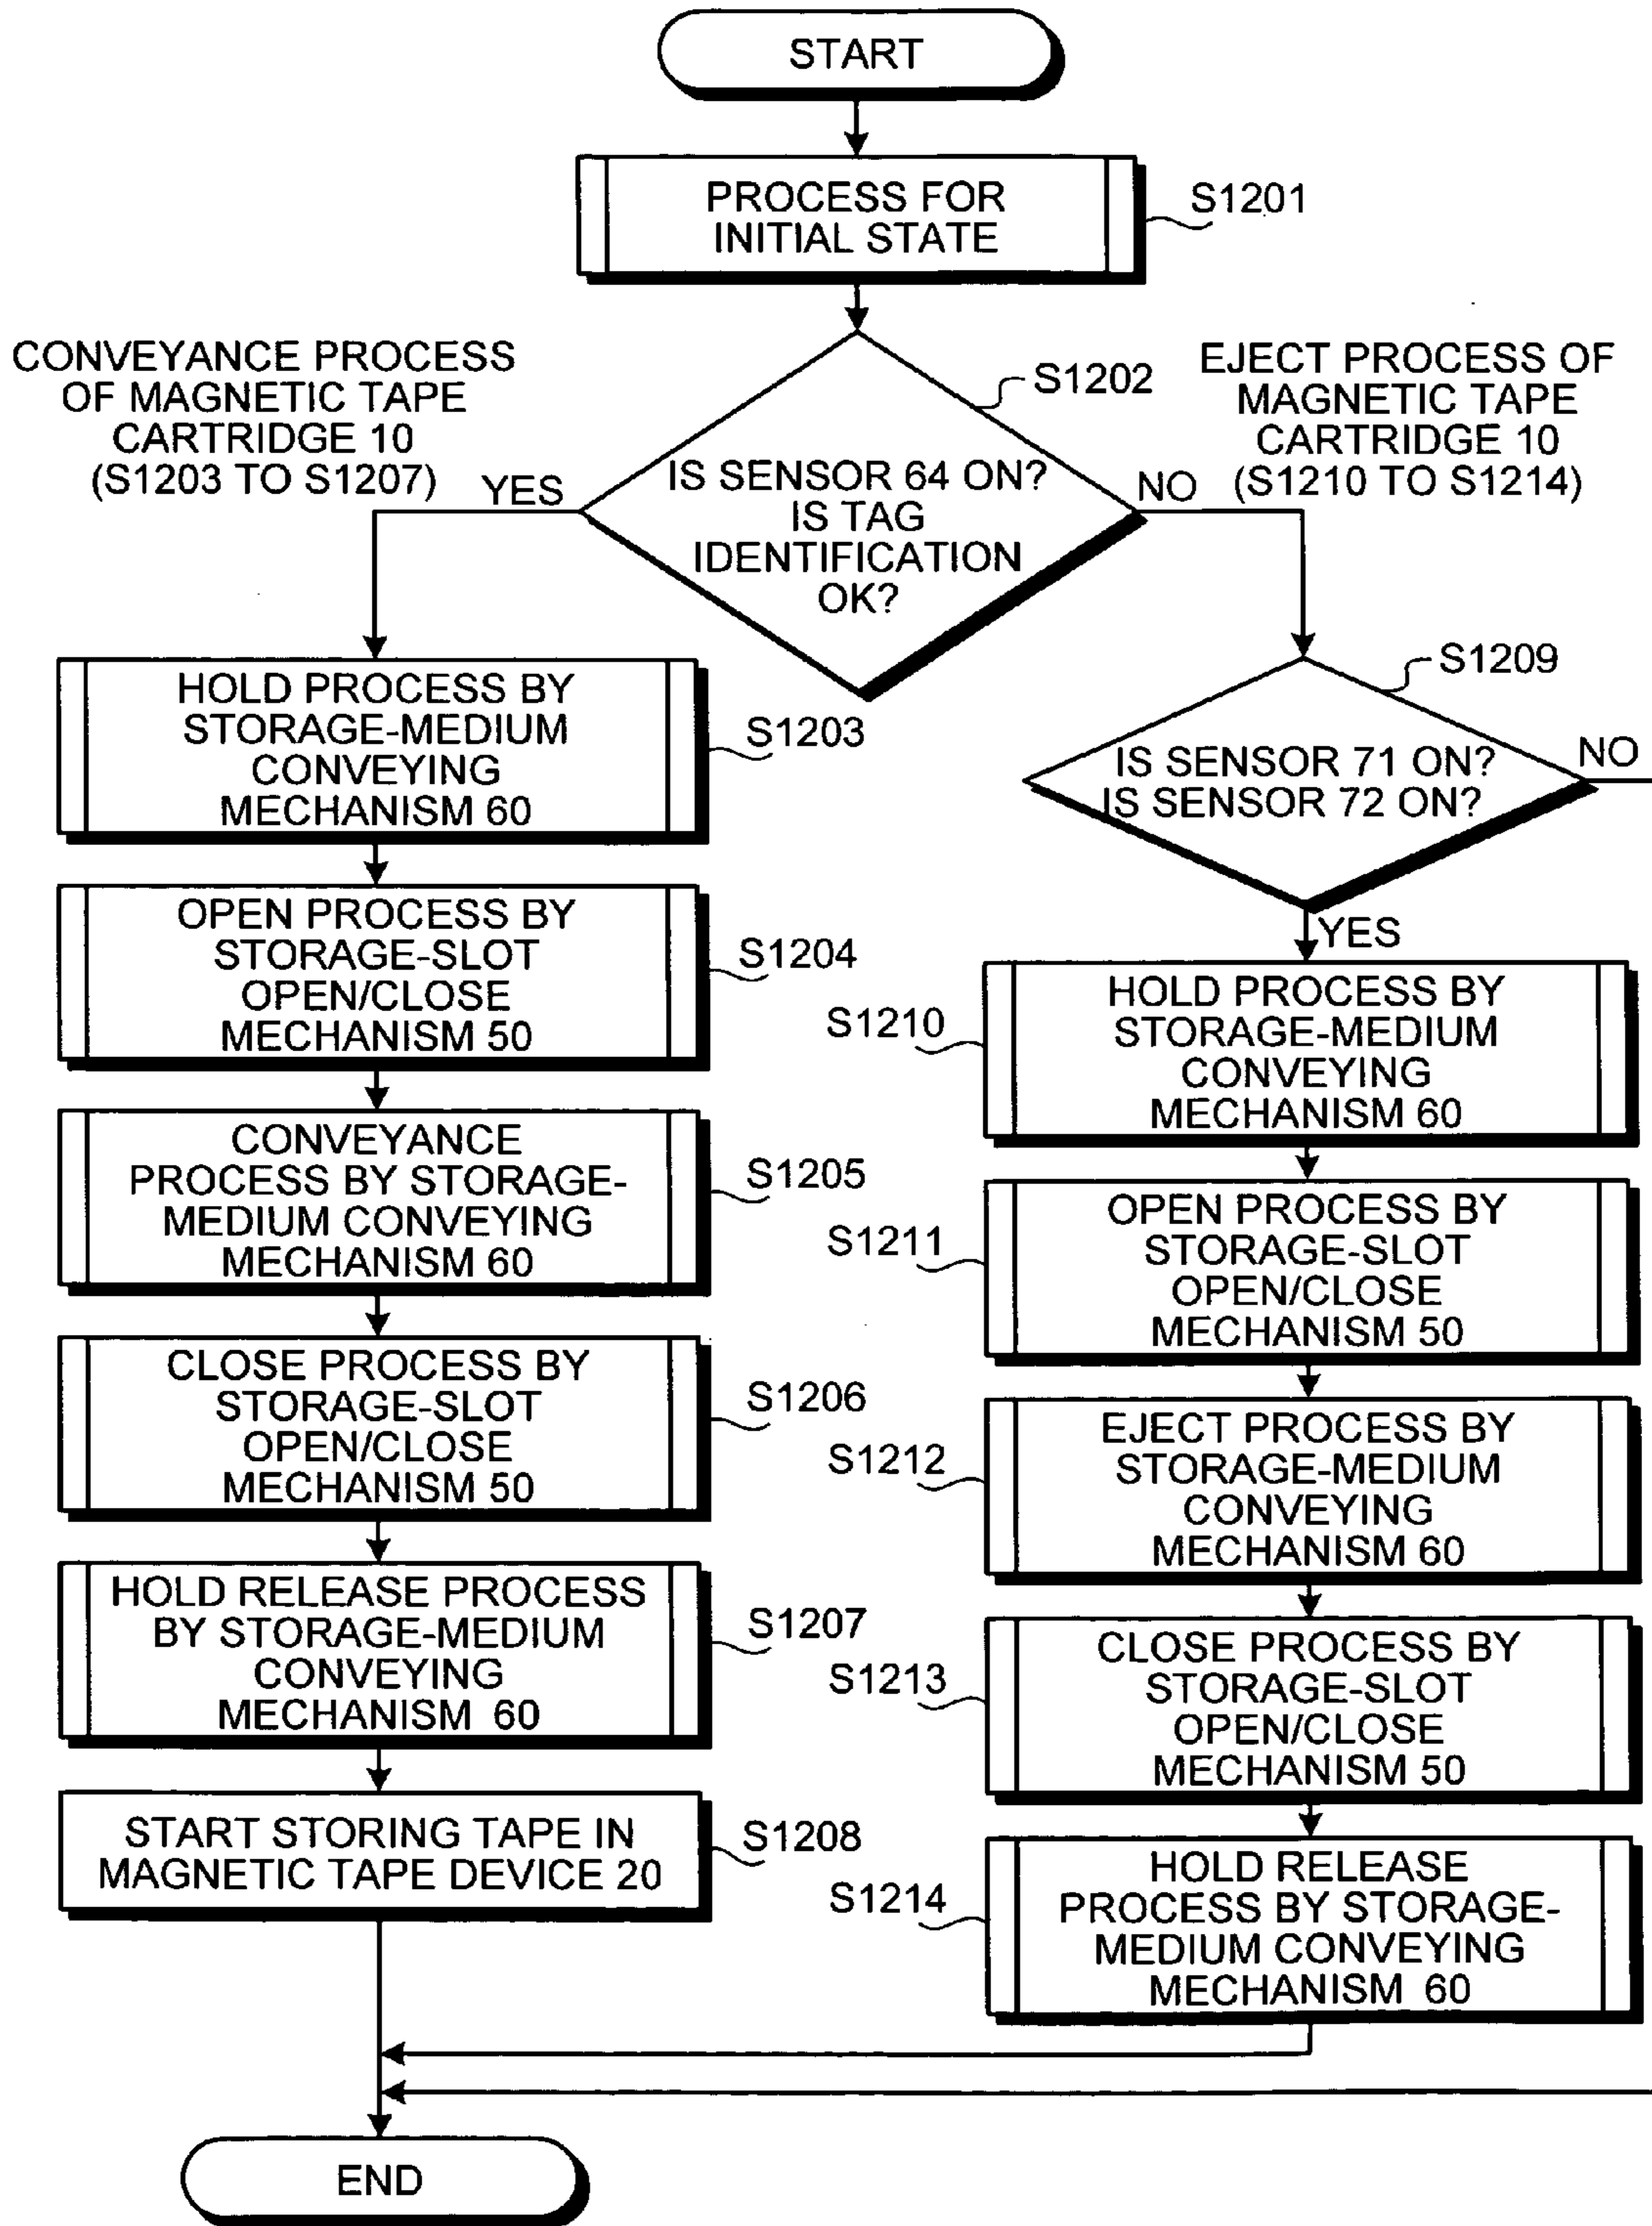 START
PROCESS FOR
INITIAL STATE
S1201
CONVEYANCE PROCESS
OF MAGNETIC TAPE
CARTRIDGE 10
(S1203 TO S1207)
S1202
EJECT PROCESS OF
MAGNETIC TAPE
CARTRIDGE 10
(S1210 TO S1214)
YES
IS SENSOR 64 ON?
IS TAG
IDENTIFICATION
OK?
NO
HOLD PROCESS BY
STORAGE-MEDIUM
CONVEYING
MECHANISM 60
S1203
OPEN PROCESS BY
STORAGE-SLOT
OPEN/CLOSE
MECHANISM 50
S1204
CONVEYANCE
PROCESS BY STORAGE-
MEDIUM CONVEYING
MECHANISM 60
S1205
CLOSE PROCESS BY
STORAGE-SLOT
OPEN/CLOSE
MECHANISM 50
S1206
HOLD RELEASE PROCESS
BY STORAGE-MEDIUM
CONVEYING
MECHANISM 60
S1207
START STORING TAPE IN
MAGNETIC TAPE DEVICE 20
S1208
S1209
IS SENSOR 71 ON?
IS SENSOR 72 ON?
NO
YES
S1210
HOLD PROCESS BY
STORAGE-MEDIUM
CONVEYING
MECHANISM 60
S1211
OPEN PROCESS BY
STORAGE-SLOT
OPEN/CLOSE
MECHANISM 50
S1212
EJECT PROCESS BY
STORAGE-MEDIUM
CONVEYING
MECHANISM 60
S1213
CLOSE PROCESS BY
STORAGE-SLOT
OPEN/CLOSE
MECHANISM 50
S1214
HOLD RELEASE
PROCESS BY STORAGE-
MEDIUM CONVEYING
MECHANISM 60
END